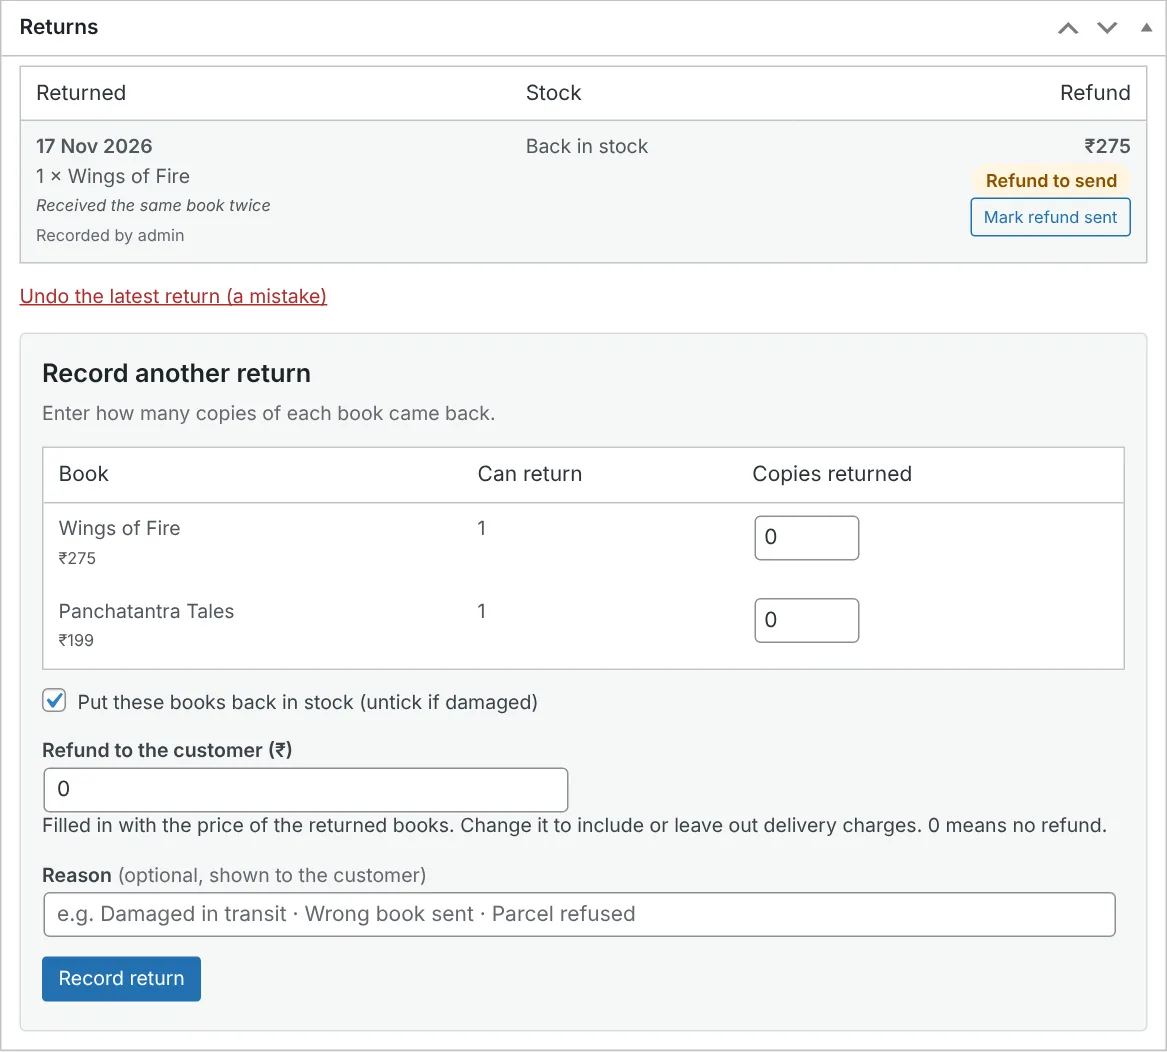 Returns
Returned Stock Refund
17 Nov 2026 Back in stock ₹275
1 × Wings of Fire Refund to send
Received the same book twice Mark refund sent
Recorded by admin
Undo the latest return (a mistake)
Record another return
Enter how many copies of each book came back.
Book Can return Copies returned
Wings of Fire 1 0
₹275
Panchatantra Tales 1 0
₹199
Put these books back in stock (untick if damaged)
Refund to the customer (₹)
0
Filled in with the price of the returned books. Change it to include or leave out delivery charges. 0 means no refund.
Reason (optional, shown to the customer)
e.g. Damaged in transit · Wrong book sent · Parcel refused
Record return